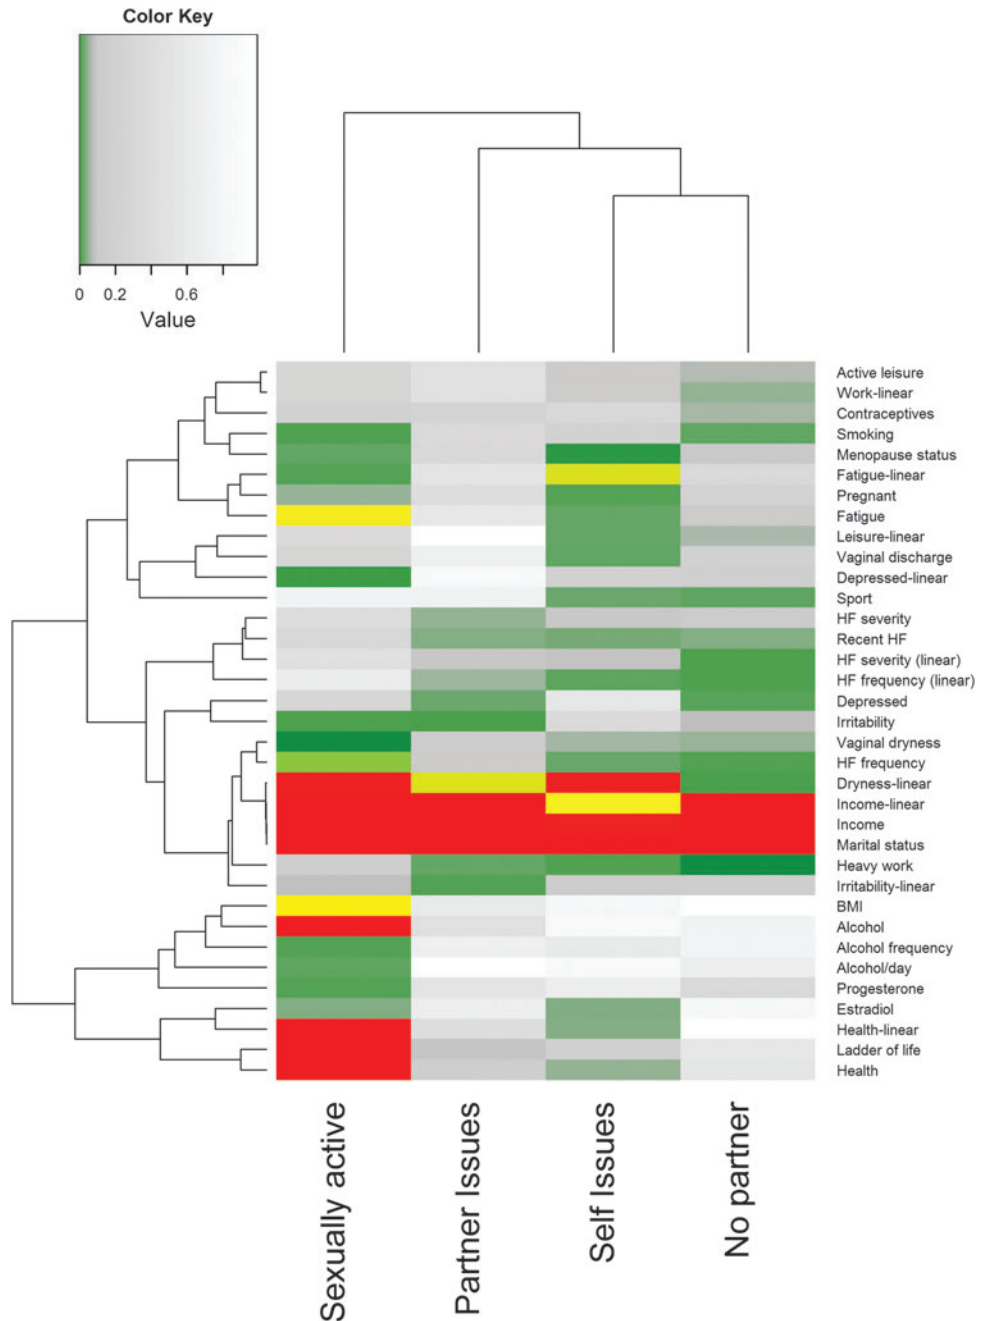 Color Key
0 0.2 0.6
Value
Active leisure
Work-linear
Contraceptives
Smoking
Menopause status
Fatigue-linear
Pregnant
Fatigue
Leisure-linear
Vaginal discharge
Depressed-linear
Sport
HF severity
Recent HF
HF severity (linear)
HF frequency (linear)
Depressed
Irritability
Vaginal dryness
HF frequency
Dryness-linear
Income-linear
Income
Marital status
Heavy work
Irritability-linear
BMI
Alcohol
Alcohol frequency
Alcohol/day
Progesterone
Estradiol
Health-linear
Ladder of life
Health
Sexually active
Partner Issues
Self Issues
No partner